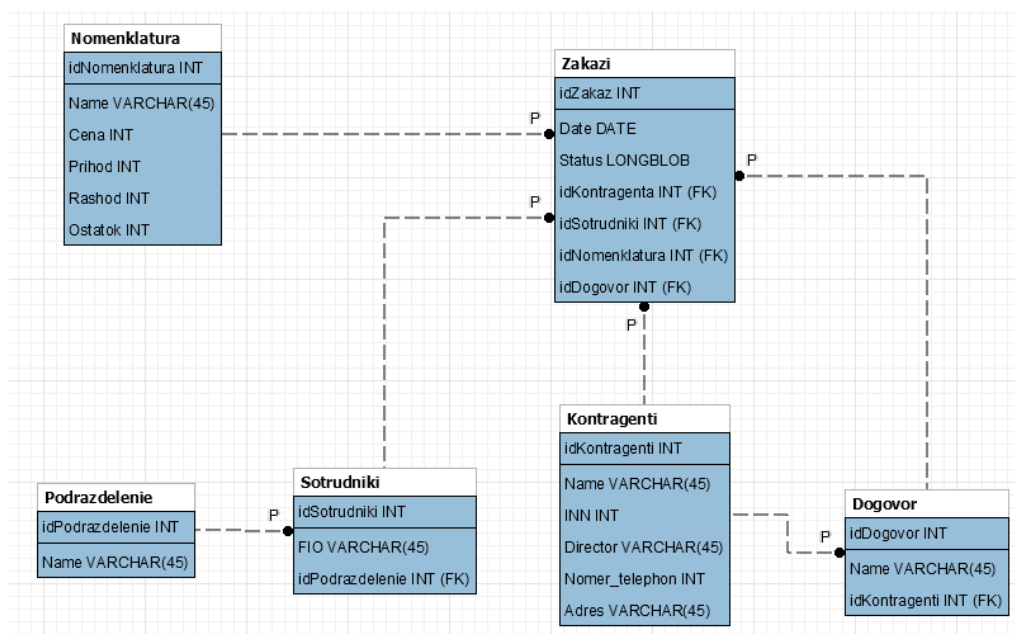 Nomenklatura
idNomenklatura INT
Name VARCHAR(45)
Cena INT
Prihod INT
Rashod INT
Ostatok INT
P
Zakazi
idZakaz INT
Date DATE
Status LONGBLOB
idKontragenta INT (FK)
idSotrudniki INT (FK)
idNomenklatura INT (FK)
idDogovor INT (FK)
P
P
P
Kontragenti
idKontragenti INT
Name VARCHAR(45)
INN INT
Director VARCHAR(45)
Nomer_telephon INT
Adres VARCHAR(45)
Podrazdelenie
idPodrazdelenie INT
Name VARCHAR(45)
P
Sotrudniki
idSotrudniki INT
FIO VARCHAR(45)
idPodrazdelenie INT (FK)
P
Dogovor
idDogovor INT
Name VARCHAR(45)
idKontragenti INT (FK)